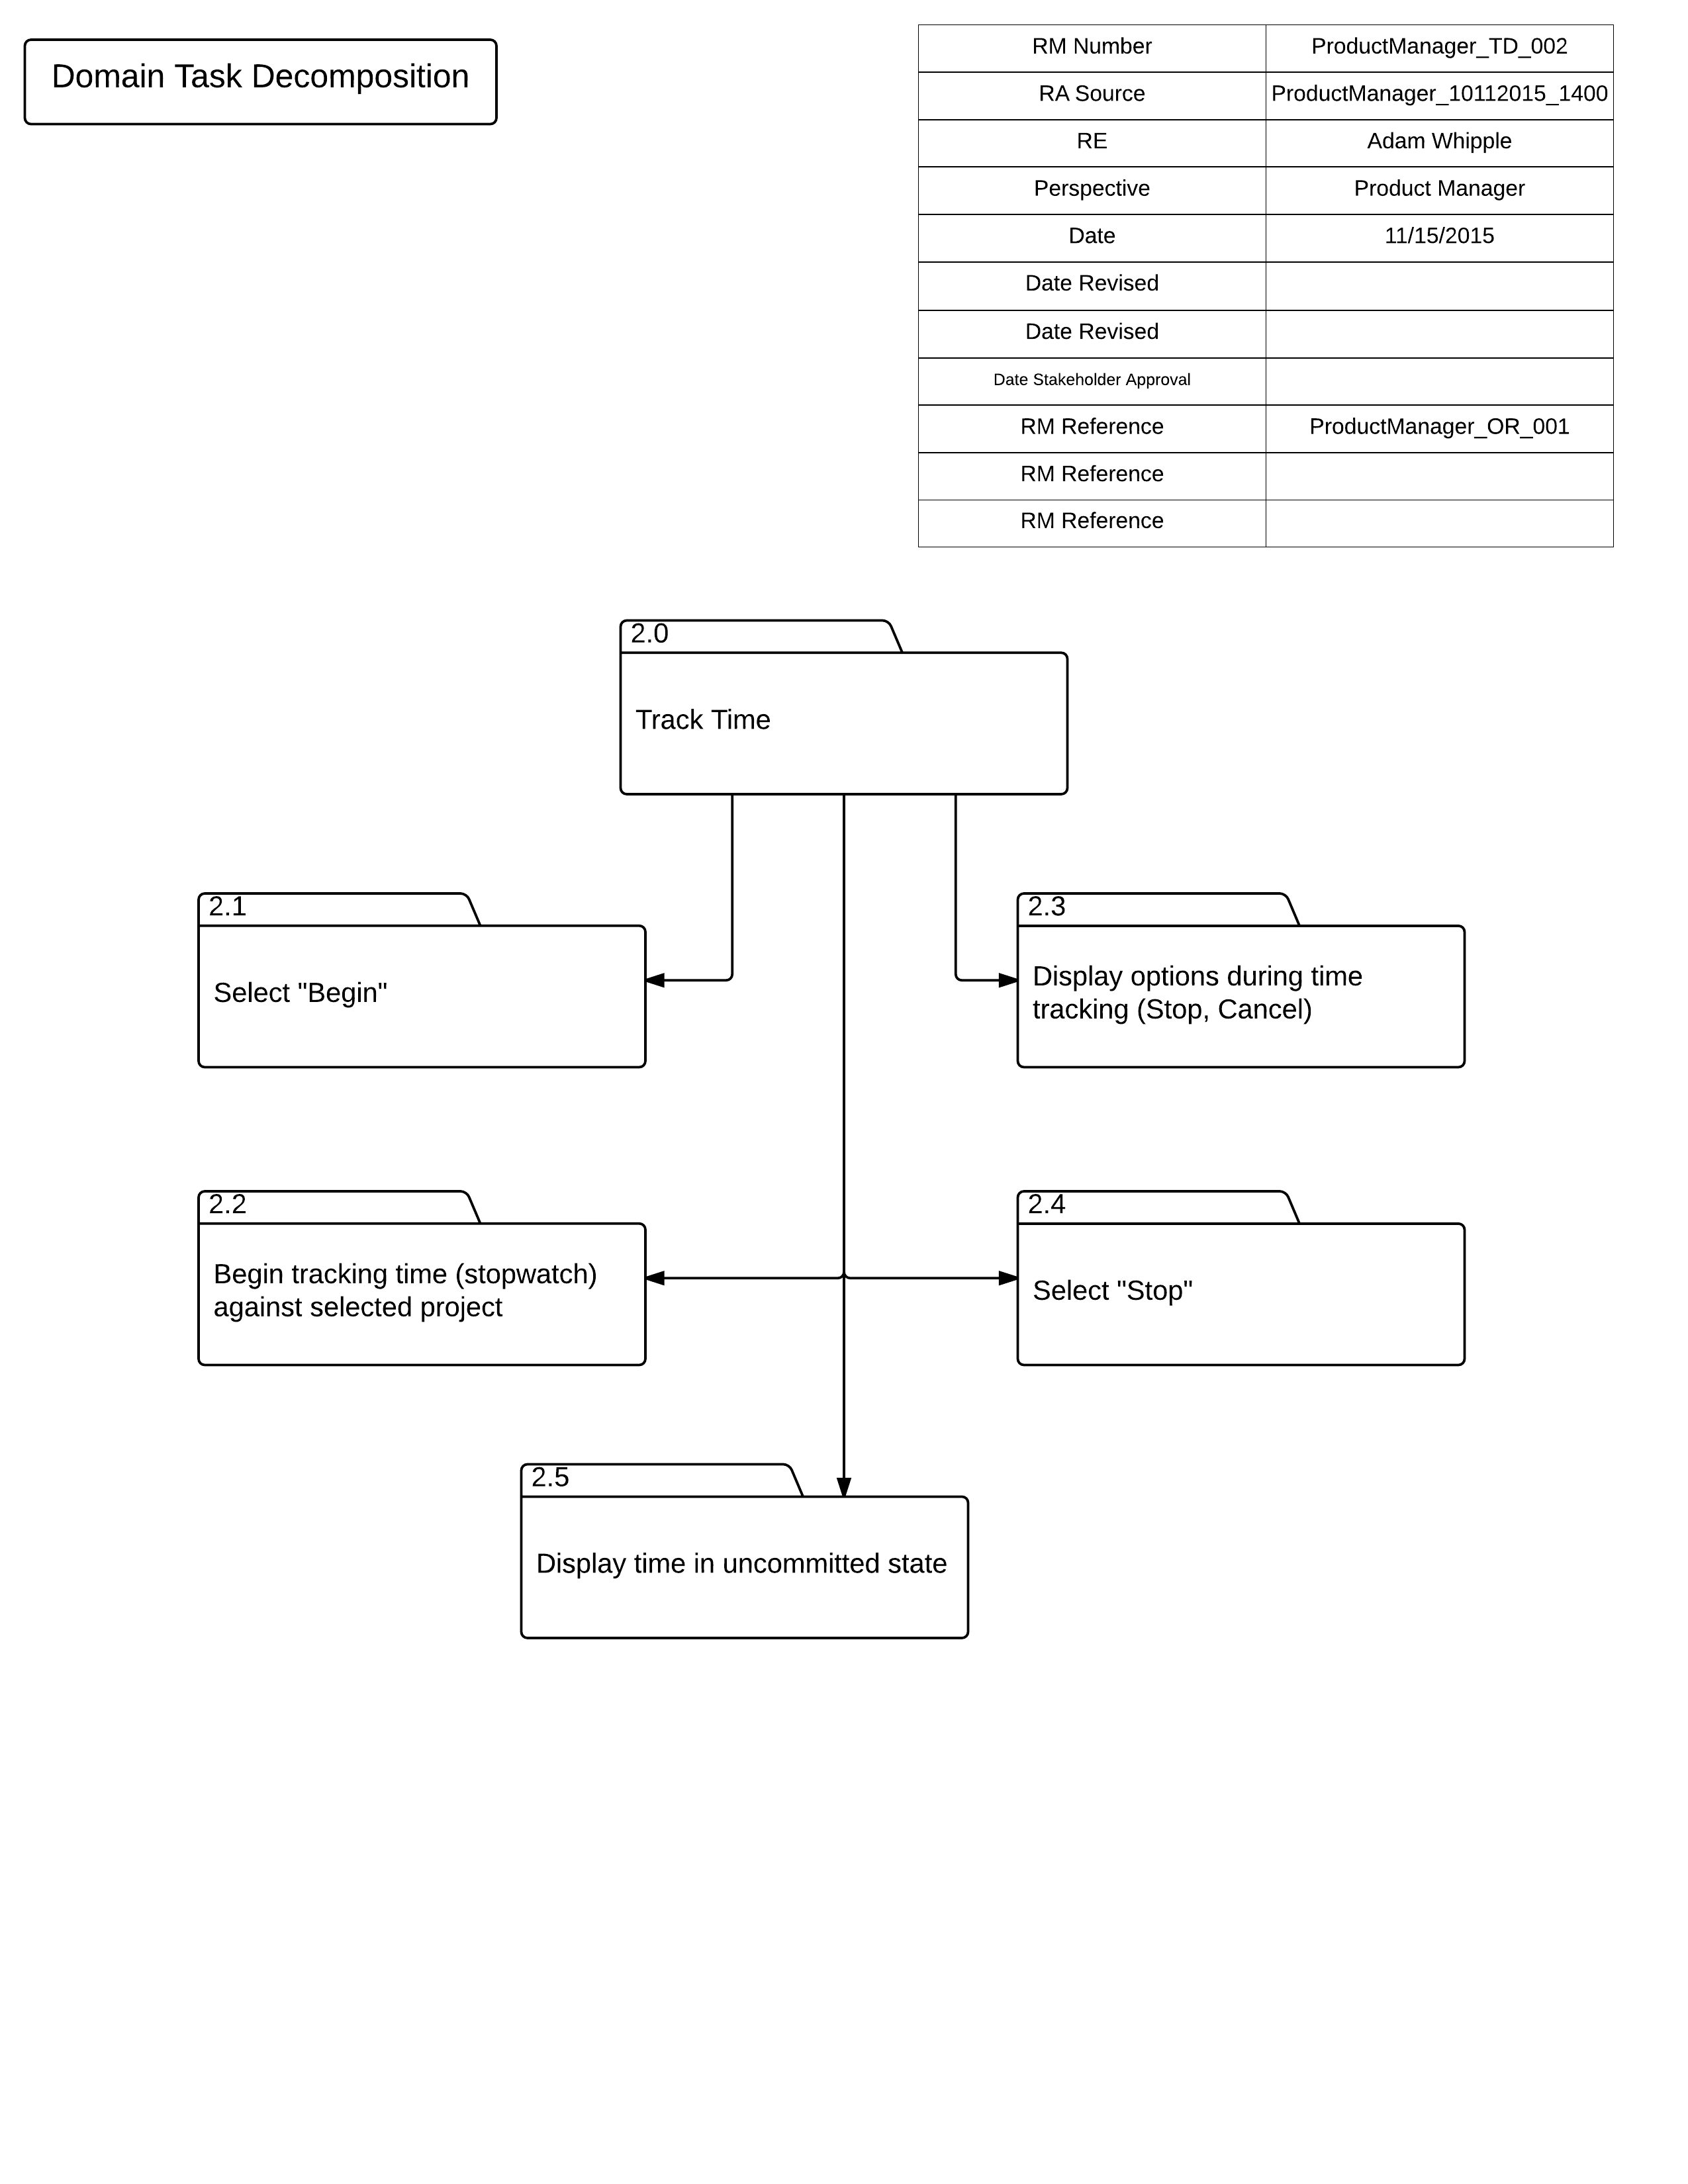 Domain Task Decomposition
RM Number ProductManager_TD_002
RA Source ProductManager_10112015_1400
RE Adam Whipple
Perspective Product Manager
Date 11/15/2015
Date Revised
Date Revised
Date Stakeholder Approval
RM Reference ProductManager_OR_001
RM Reference
RM Reference
2.0
Track Time
2.1
Select "Begin"
2.3
Display options during time
tracking (Stop, Cancel)
2.2
Begin tracking time (stopwatch)
against selected project
2.4
Select "Stop"
2.5
Display time in uncommitted state